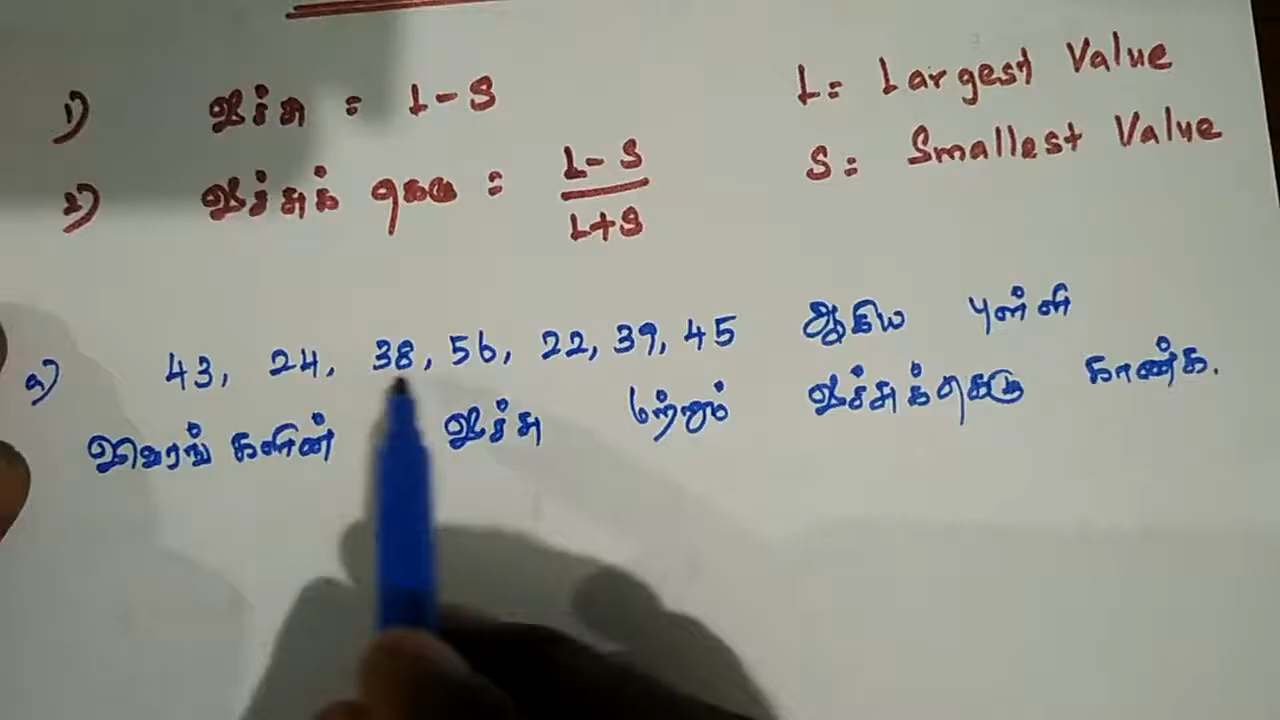 1) வீச்சு = L - S
L = Largest Value
2) வீச்சுக் கெழு = L - S / L + S
S = Smallest Value
a) 43, 24, 38, 56, 22, 39, 45 ஆகிய புள்ளி
விவரங்களின் வீச்சு மற்றும் வீச்சுக்கெழு காண்க.